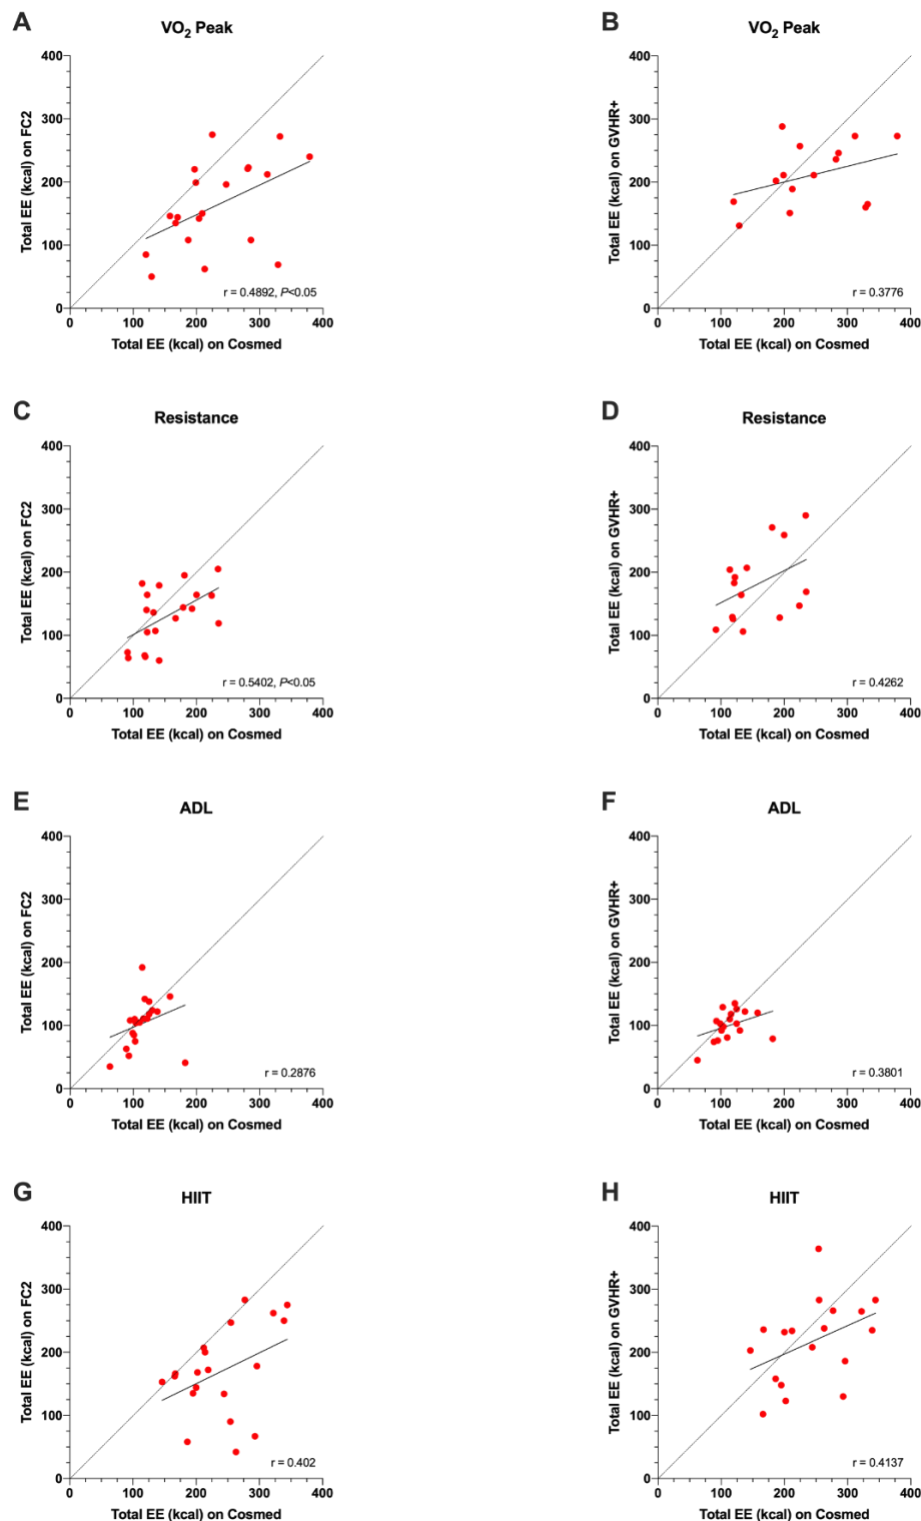 A
VO2 Peak
Total EE (kcal) on FC2
400
300
200
100
0
r = 0.4892, P<0.05
0 100 200 300 400
Total EE (kcal) on Cosmed
B
VO2 Peak
Total EE (kcal) on GVHR+
400
300
200
100
0
r = 0.3776
0 100 200 300 400
Total EE (kcal) on Cosmed
C
Resistance
Total EE (kcal) on FC2
400
300
200
100
0
r = 0.5402, P<0.05
0 100 200 300 400
Total EE (kcal) on Cosmed
D
Resistance
Total EE (kcal) on GVHR+
400
300
200
100
0
r = 0.4262
0 100 200 300 400
Total EE (kcal) on Cosmed
E
ADL
Total EE (kcal) on FC2
400
300
200
100
0
r = 0.2876
0 100 200 300 400
Total EE (kcal) on Cosmed
F
ADL
Total EE (kcal) on GVHR+
400
300
200
100
0
r = 0.3801
0 100 200 300 400
Total EE (kcal) on Cosmed
G
HIIT
Total EE (kcal) on FC2
400
300
200
100
0
r = 0.402
0 100 200 300 400
Total EE (kcal) on Cosmed
H
HIIT
Total EE (kcal) on GVHR+
400
300
200
100
0
r = 0.4137
0 100 200 300 400
Total EE (kcal) on Cosmed